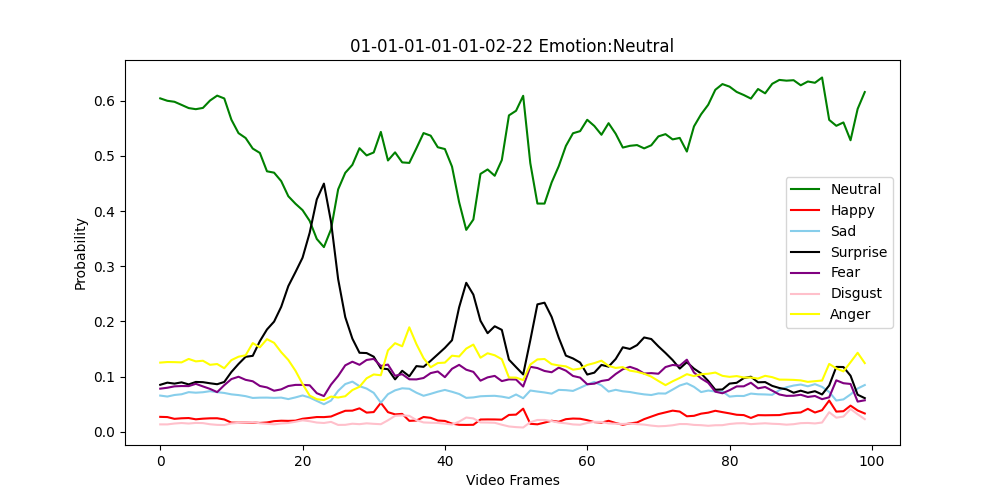 01-01-01-01-01-02-22 Emotion:Neutral
Probability
0.6
0.5
0.4
0.3
0.2
0.1
0.0
Neutral
Happy
Sad
Surprise
Fear
Disgust
Anger
0 20 40 60 80 100
Video Frames